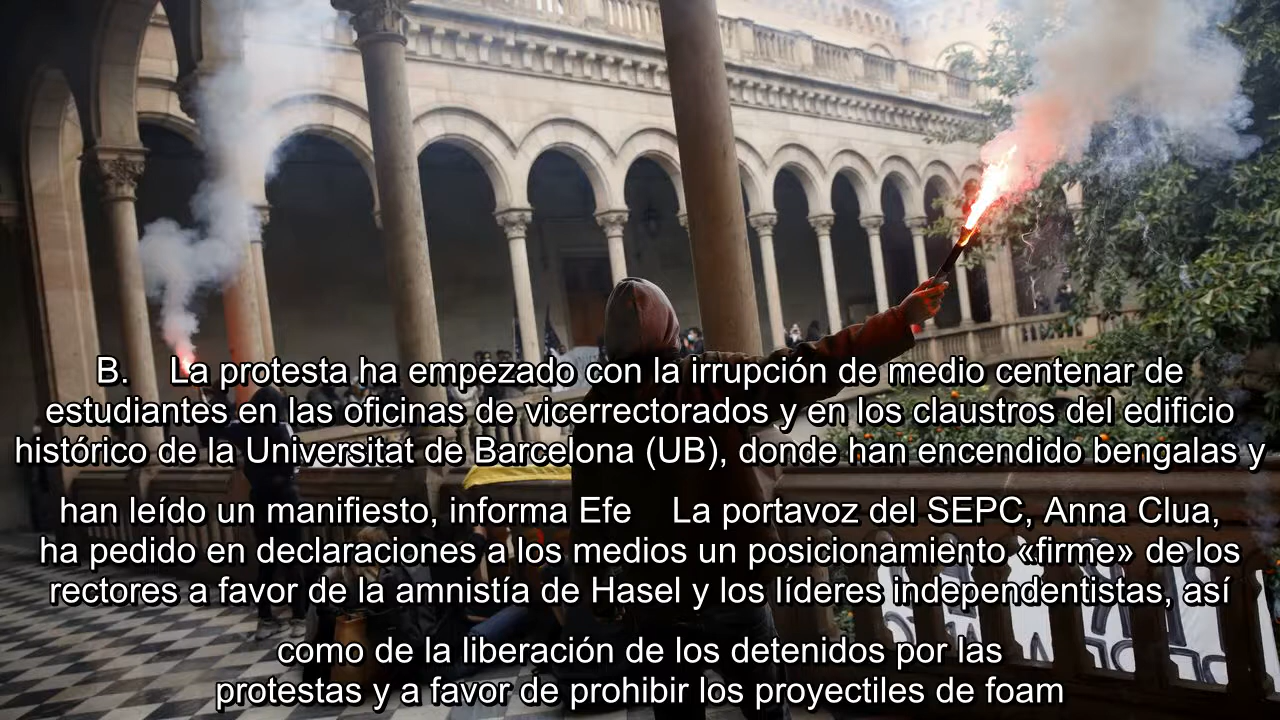 B. La protesta ha empezado con la irrupción de medio centenar de
estudiantes en las oficinas de vicerrectorados y en los claustros del edificio
histórico de la Universitat de Barcelona (UB), donde han encendido bengalas y
han leído un manifiesto, informa Efe La portavoz del SEPC, Anna Clua,
ha pedido en declaraciones a los medios un posicionamiento «firme» de los
rectores a favor de la amnistía de Hasel y los líderes independentistas, así
como de la liberación de los detenidos por las
protestas y a favor de prohibir los proyectiles de foam